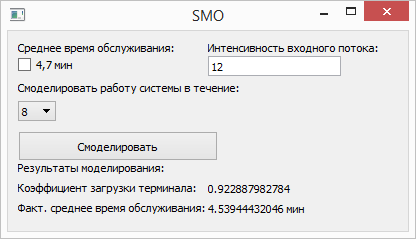 SMO
Среднее время обслуживания:
Интенсивность входного потока:
4,7 мин
12
Смоделировать работу системы в течение:
8
Смоделировать
Результаты моделирования:
Коэффициент загрузки терминала: 0.922887982784
Факт. среднее время обслуживания: 4.53944432046 мин